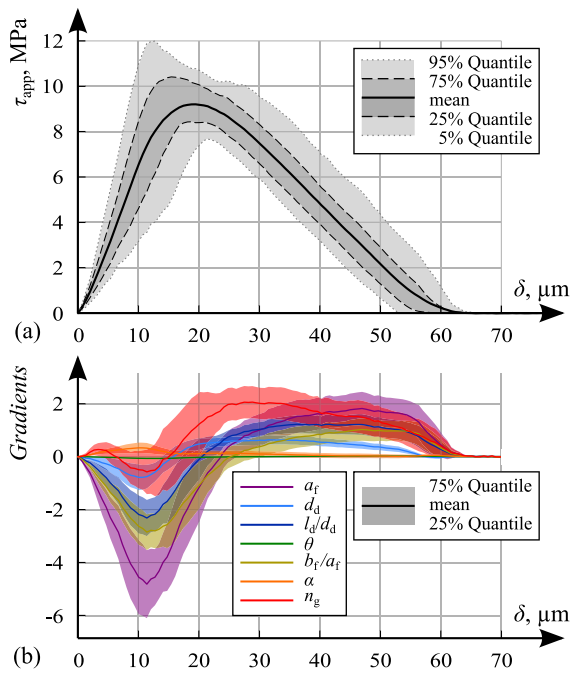 τapp, MPa
12
10
8
6
4
2
0
95% Quantile
75% Quantile
mean
25% Quantile
5% Quantile
δ, µm
(a)
0 10 20 30 40 50 60 70
Gradients
2
0
-2
-4
-6
af
dd
ld/dd
θ
bf/af
α
ng
75% Quantile
mean
25% Quantile
δ, µm
(b)
0 10 20 30 40 50 60 70